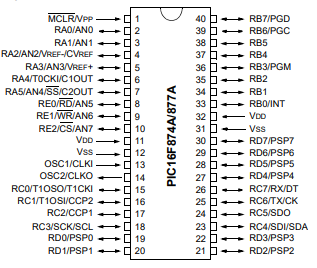 MCLR/VPP 1 40 RB7/PGD
RA0/AN0 2 39 RB6/PGC
RA1/AN1 3 38 RB5
RA2/AN2/VREF-/CVREF 4 37 RB4
RA3/AN3/VREF+ 5 36 RB3/PGM
RA4/T0CKI/C1OUT 6 35 RB2
RA5/AN4/SS/C2OUT 7 34 RB1
RE0/RD/AN5 8 33 RB0/INT
RE1/WR/AN6 9 32 VDD
RE2/CS/AN7 10 31 VSS
VDD 11 30 RD7/PSP7
VSS 12 29 RD6/PSP6
OSC1/CLKI 13 28 RD5/PSP5
OSC2/CLKO 14 27 RD4/PSP4
RC0/T1OSO/T1CKI 15 26 RC7/RX/DT
RC1/T1OSI/CCP2 16 25 RC6/TX/CK
RC2/CCP1 17 24 RC5/SDO
RC3/SCK/SCL 18 23 RC4/SDI/SDA
RD0/PSP0 19 22 RD3/PSP3
RD1/PSP1 20 21 RD2/PSP2
PIC16F874A/877A